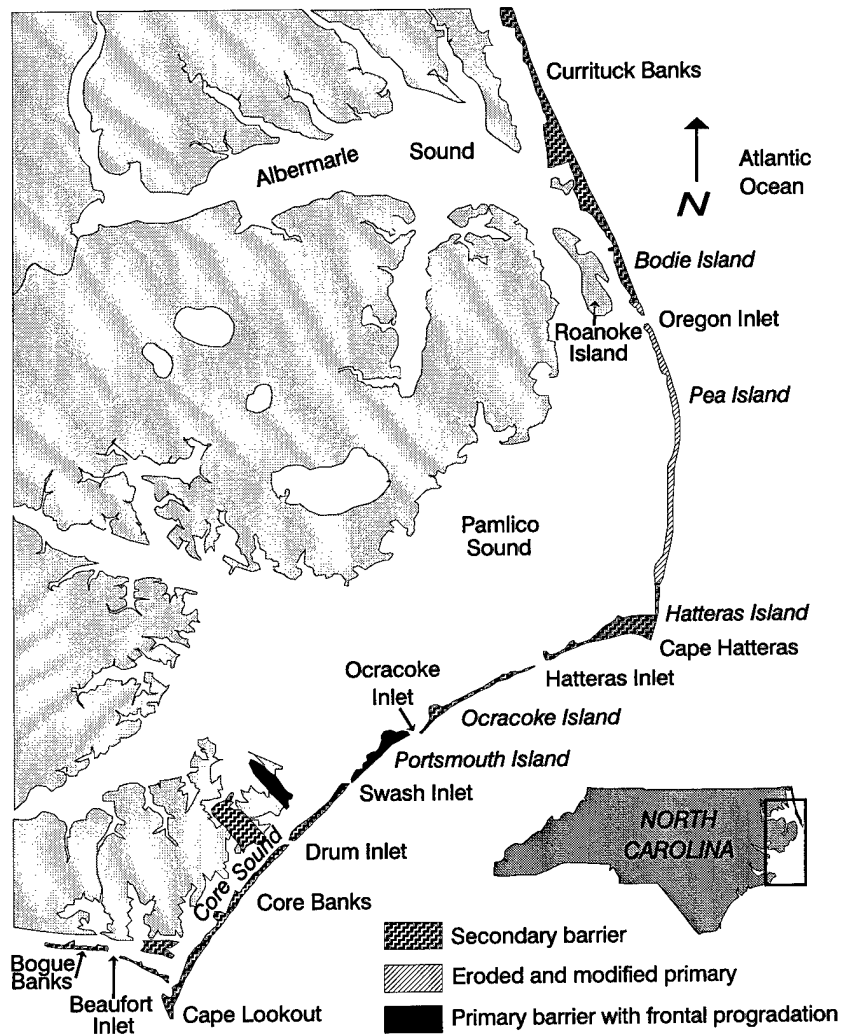 Currituck Banks
Albermarle Sound
Atlantic
Ocean
N
Bodie Island
Roanoke
Island
Oregon Inlet
Pea Island
Pamlico
Sound
Hatteras Island
Cape Hatteras
Hatteras Inlet
Ocracoke
Inlet
Ocracoke Island
Portsmouth Island
Swash Inlet
NORTH
CAROLINA
Drum Inlet
Core Sound
Core Banks
Bogue
Banks
Beaufort
Inlet
Cape Lookout
Secondary barrier
Eroded and modified primary
Primary barrier with frontal progradation